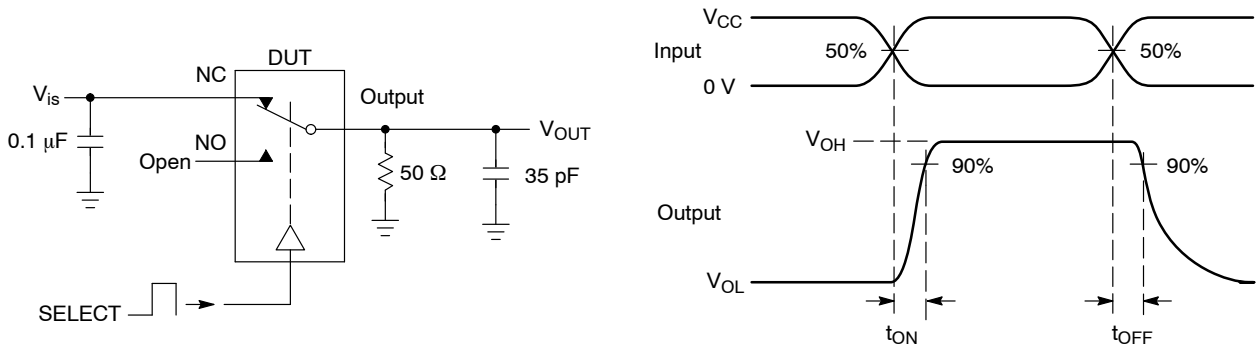 DUT
NC
V_is
Output
V_OUT
0.1 μF
NO
Open
50 Ω
35 pF
SELECT
V_CC
Input
50%
50%
0 V
V_OH
90%
90%
Output
V_OL
t_ON
t_OFF